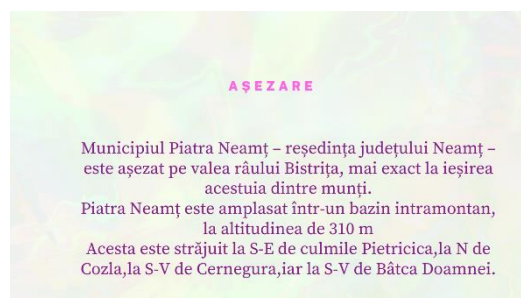 AȘEZARE
Municipiul Piatra Neamț – reședința județului Neamț –
este așezat pe valea râului Bistrița, mai exact la ieșirea
acestuia dintre munți.
Piatra Neamț este amplasat într-un bazin intramontan,
la altitudinea de 310 m
Acesta este străjuit la S-E de culmile Pietricica,la N de
Cozla,la S-V de Cernegura,iar la S-V de Bâtca Doamnei.